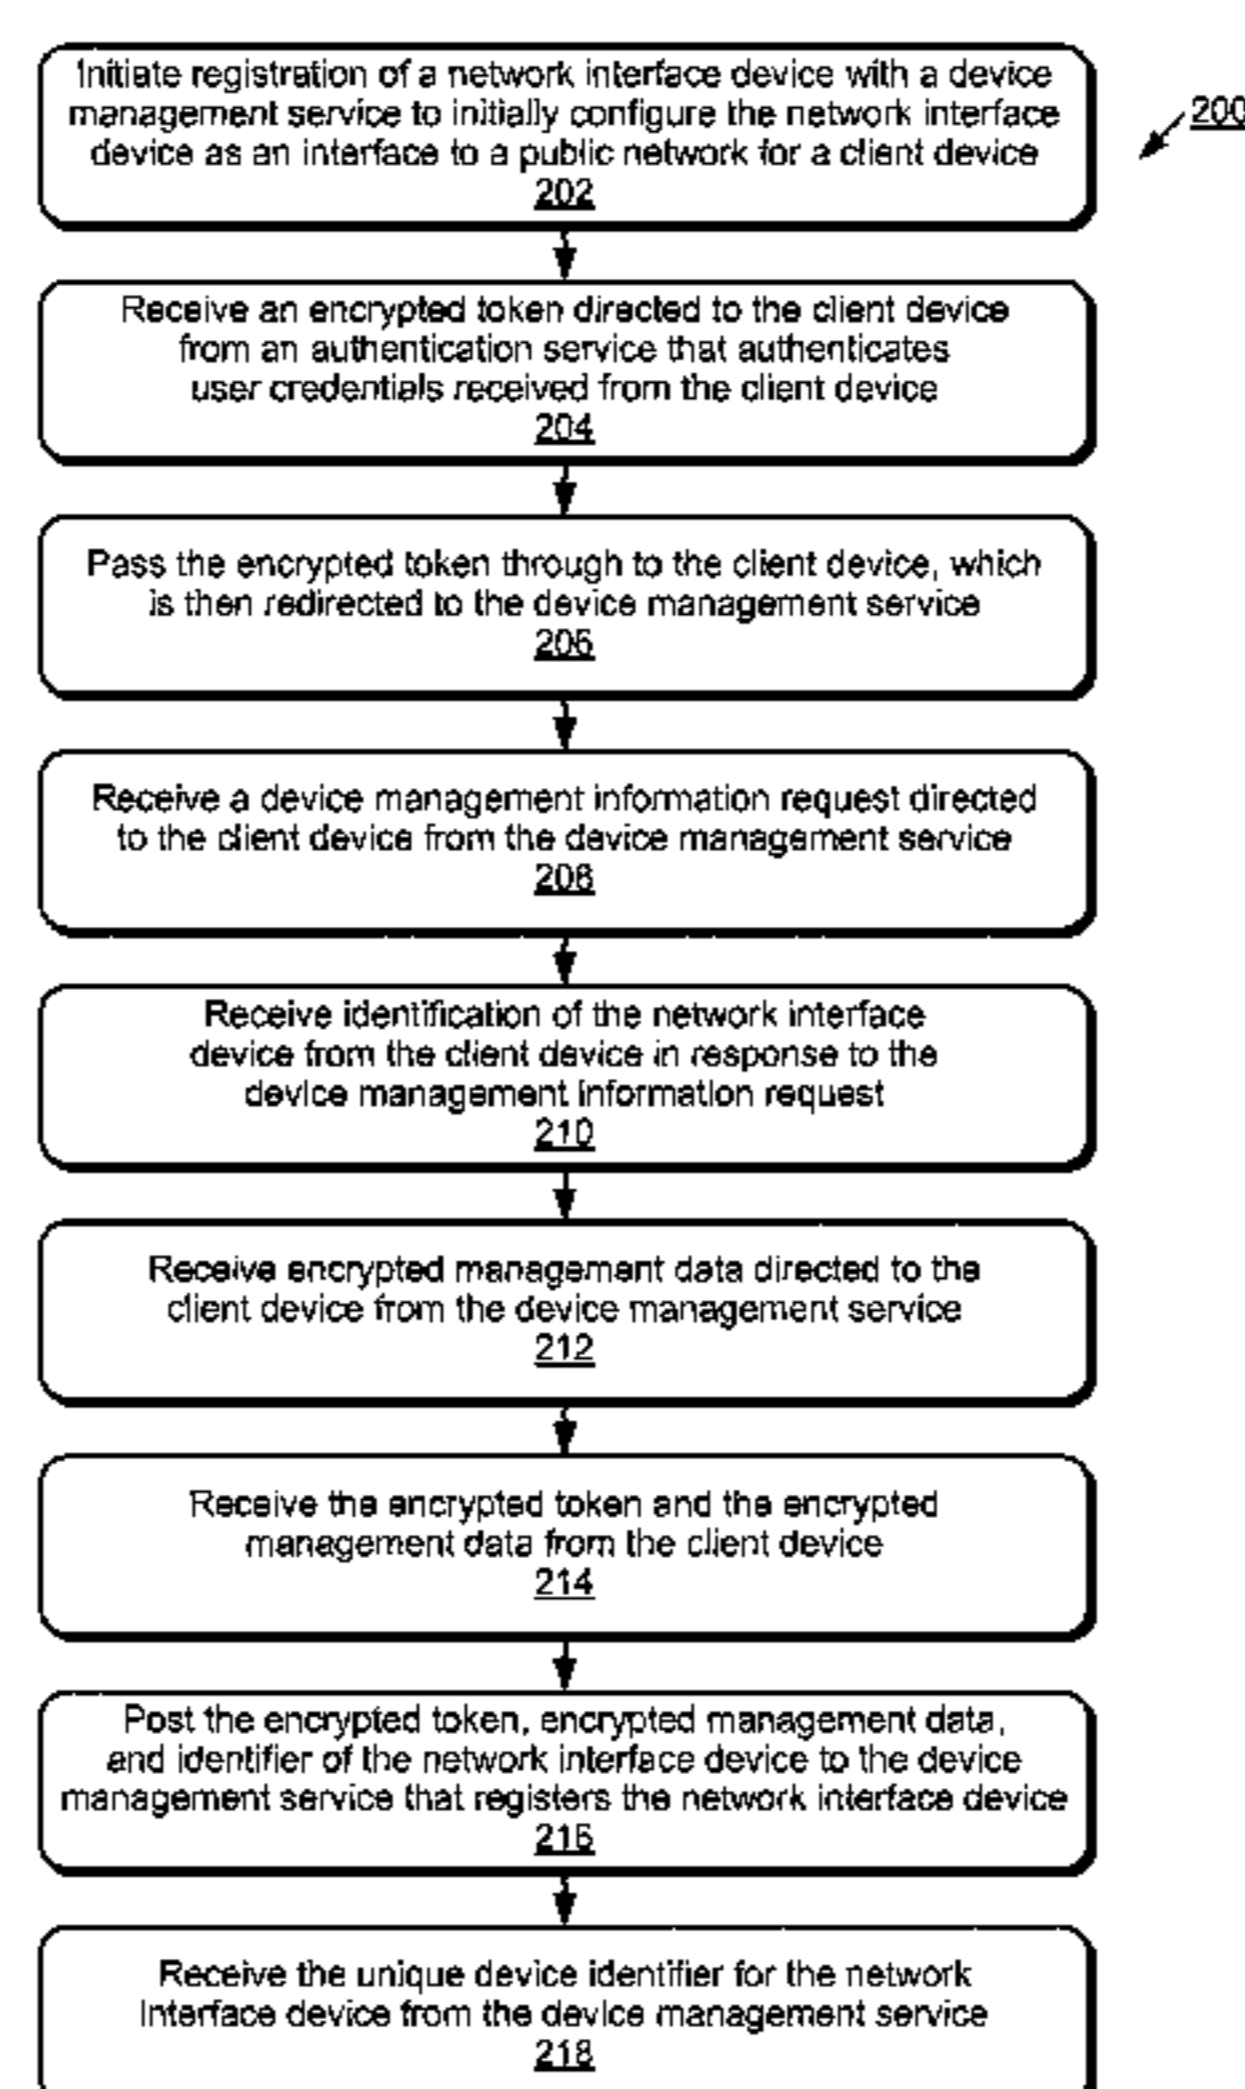 Initiate registration of a network interface device with a device
management service to initially configure the network interface
device as an interface to a public network for a client device
202
200
Receive an encrypted token directed to the client device
from an authentication service that authenticates
user credentials received from the client device
204
Pass the encrypted token through to the client device, which
is then redirected to the device management service
206
Receive a device management information request directed
to the client device from the device management service
208
Receive identification of the network interface
device from the client device in response to the
device management information request
210
Receive encrypted management data directed to the
client device from the device management service
212
Receive the encrypted token and the encrypted
management data from the client device
214
Post the encrypted token, encrypted management data,
and identifier of the network interface device to the device
management service that registers the network interface device
216
Receive the unique device identifier for the network
interface device from the device management service
218